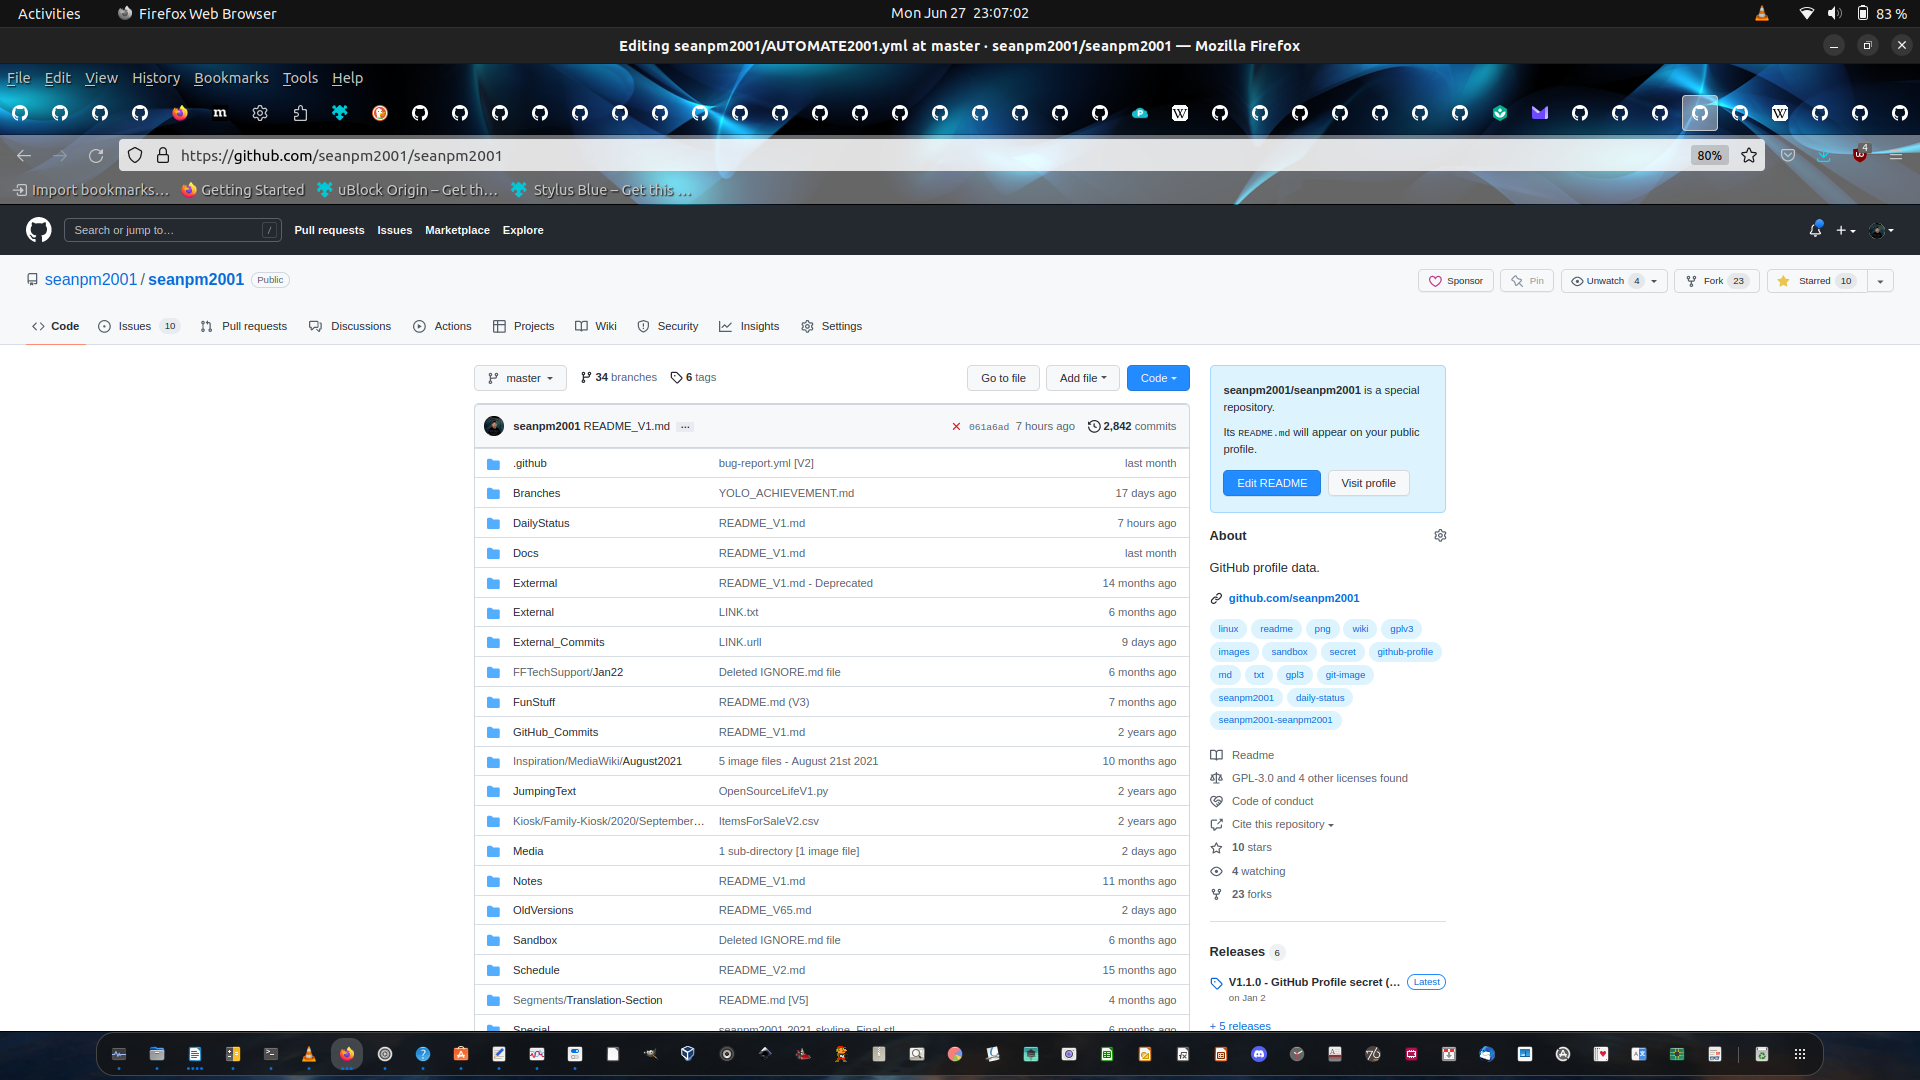 Activities Firefox Web Browser Mon Jun 27 23:07:02 83 %
Editing seanpm2001/AUTOMATE2001.yml at master · seanpm2001/seanpm2001 — Mozilla Firefox
File Edit View History Bookmarks Tools Help
https://github.com/seanpm2001/seanpm2001 80% 4
Import bookmarks… Getting Started uBlock Origin – Get th… Stylus Blue – Get this …
Search or jump to… / Pull requests Issues Marketplace Explore
seanpm2001 / seanpm2001 Public Sponsor Pin Unwatch 4 Fork 23 Starred 10
Code Issues 10 Pull requests Discussions Actions Projects Wiki Security Insights Settings
master 34 branches 6 tags Go to file Add file Code
seanpm2001 README_V1.md … 061a6ad 7 hours ago 2,842 commits
.github bug-report.yml [V2] last month
Branches YOLO_ACHIEVEMENT.md 17 days ago
DailyStatus README_V1.md 7 hours ago
Docs README_V1.md last month
Extermal README_V1.md - Deprecated 14 months ago
External LINK.txt 6 months ago
External_Commits LINK.urll 9 days ago
FFTechSupport/Jan22 Deleted IGNORE.md file 6 months ago
FunStuff README.md (V3) 7 months ago
GitHub_Commits README_V1.md 2 years ago
Inspiration/MediaWiki/August2021 5 image files - August 21st 2021 10 months ago
JumpingText OpenSourceLifeV1.py 2 years ago
Kiosk/Family-Kiosk/2020/September… ItemsForSaleV2.csv 2 years ago
Media 1 sub-directory [1 image file] 2 days ago
Notes README_V1.md 11 months ago
OldVersions README_V65.md 2 days ago
Sandbox Deleted IGNORE.md file 6 months ago
Schedule README_V2.md 15 months ago
Segments/Translation-Section README.md [V5] 4 months ago
Special seanpm2001-2021-skyline_Final.stl 6 months ago
seanpm2001/seanpm2001 is a special
repository.
Its README.md will appear on your public
profile.
Edit README Visit profile
About
GitHub profile data.
github.com/seanpm2001
linux readme png wiki gplv3
images sandbox secret github-profile
md txt gpl3 git-image
seanpm2001 daily-status
seanpm2001-seanpm2001
Readme
GPL-3.0 and 4 other licenses found
Code of conduct
Cite this repository
10 stars
4 watching
23 forks
Releases 6
V1.1.0 - GitHub Profile secret (… Latest
on Jan 2
+ 5 releases